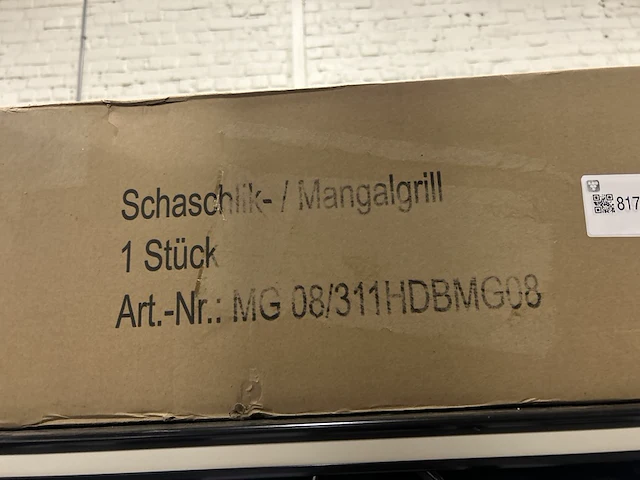 Schaschlik- / Mangalgrill
1 Stück
Art.-Nr.: MG 08/311HDBMG08
817